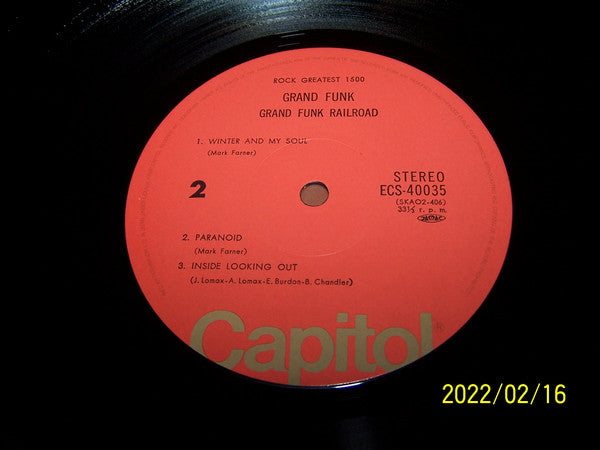 ROCK GREATEST 1500
GRAND FUNK
GRAND FUNK RAILROAD
1. WINTER AND MY SOUL
(Mark Farner)
2
STEREO
ECS-40035
(SKAO2-406)
33⅓ r. p. m.
2. PARANOID
(Mark Farner)
3. INSIDE LOOKING OUT
(J. Lomax-A. Lomax-E. Burdon-B. Chandler)
Capitol®
2022/02/16